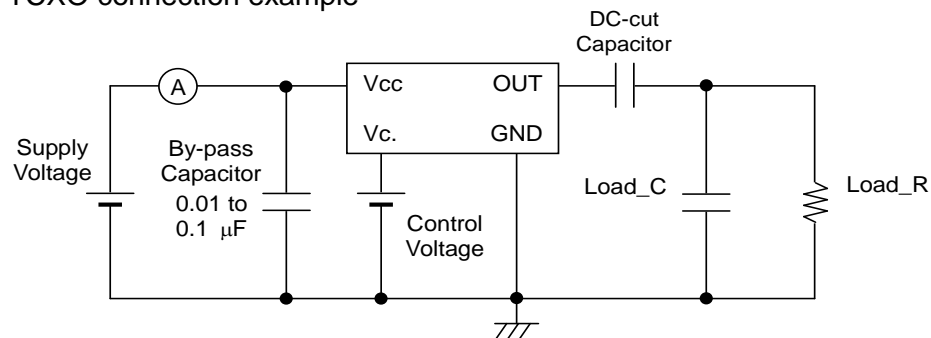 TCXO connection example
DC-cut
Capacitor
A
Vcc
OUT
Vc.
GND
Supply
Voltage
By-pass
Capacitor
0.01 to
0.1 μF
Control
Voltage
Load_C
Load_R